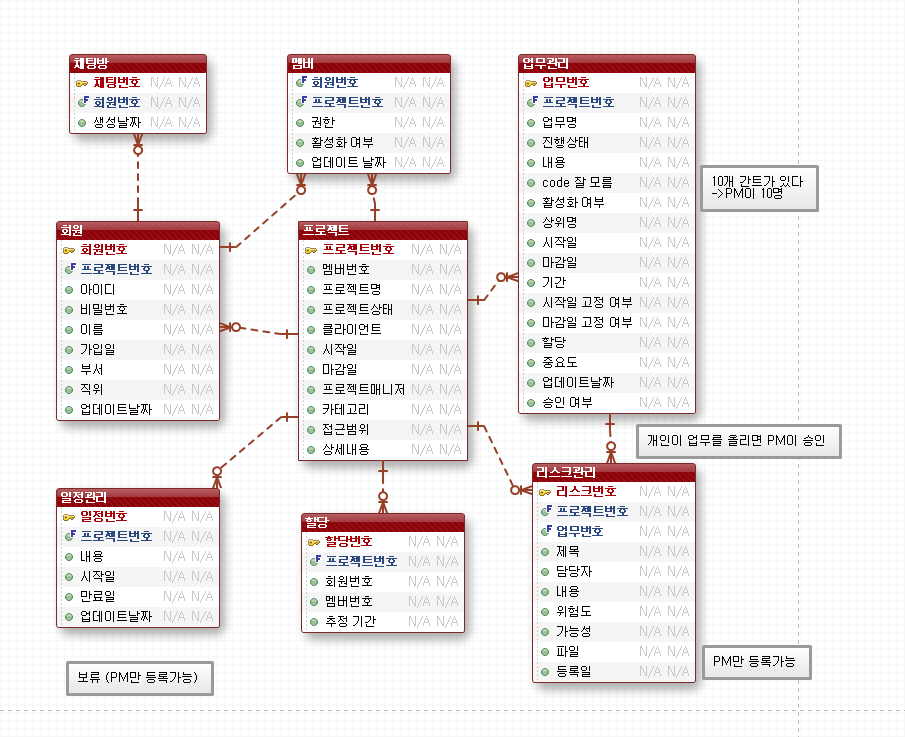 채팅방
채팅번호 N/A N/A
회원번호 N/A N/A
생성날짜 N/A N/A
멤버
회원번호 N/A N/A
프로젝트번호 N/A N/A
권한 N/A N/A
활성화 여부 N/A N/A
업데이트 날짜 N/A N/A
업무관리
업무번호 N/A N/A
프로젝트번호 N/A N/A
업무명 N/A N/A
진행상태 N/A N/A
내용 N/A N/A
code 잘 모름 N/A N/A
활성화 여부 N/A N/A
상위명 N/A N/A
시작일 N/A N/A
마감일 N/A N/A
기간 N/A N/A
시작일 고정 여부 N/A N/A
마감일 고정 여부 N/A N/A
할당 N/A N/A
중요도 N/A N/A
업데이트날짜 N/A N/A
승인 여부 N/A N/A
10개 간트가 있다
->PM이 10명
회원
회원번호 N/A N/A
프로젝트번호 N/A N/A
아이디 N/A N/A
비밀번호 N/A N/A
이름 N/A N/A
가입일 N/A N/A
부서 N/A N/A
직위 N/A N/A
업데이트날짜 N/A N/A
프로젝트
프로젝트번호 N/A N/A
멤버번호 N/A N/A
프로젝트명 N/A N/A
프로젝트상태 N/A N/A
클라이언트 N/A N/A
시작일 N/A N/A
마감일 N/A N/A
프로젝트매니저 N/A N/A
카테고리 N/A N/A
접근범위 N/A N/A
상세내용 N/A N/A
개인이 업무를 올리면 PM이 승인
일정관리
일정번호 N/A N/A
프로젝트번호 N/A N/A
내용 N/A N/A
시작일 N/A N/A
만료일 N/A N/A
업데이트날짜 N/A N/A
할당
할당번호 N/A N/A
프로젝트번호 N/A N/A
회원번호 N/A N/A
멤버번호 N/A N/A
추정 기간 N/A N/A
리스크관리
리스크번호 N/A N/A
프로젝트번호 N/A N/A
업무번호 N/A N/A
제목 N/A N/A
담당자 N/A N/A
내용 N/A N/A
위험도 N/A N/A
가능성 N/A N/A
파일 N/A N/A
등록일 N/A N/A
보류 (PM만 등록가능)
PM만 등록가능